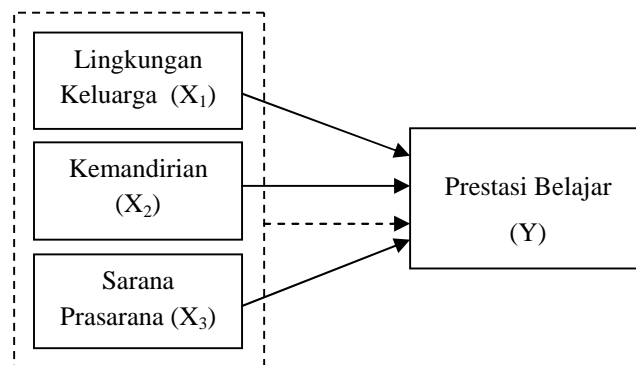 Lingkungan
Keluarga (X₁)
Kemandirian
(X₂)
Sarana
Prasarana (X₃)
Prestasi Belajar
(Y)